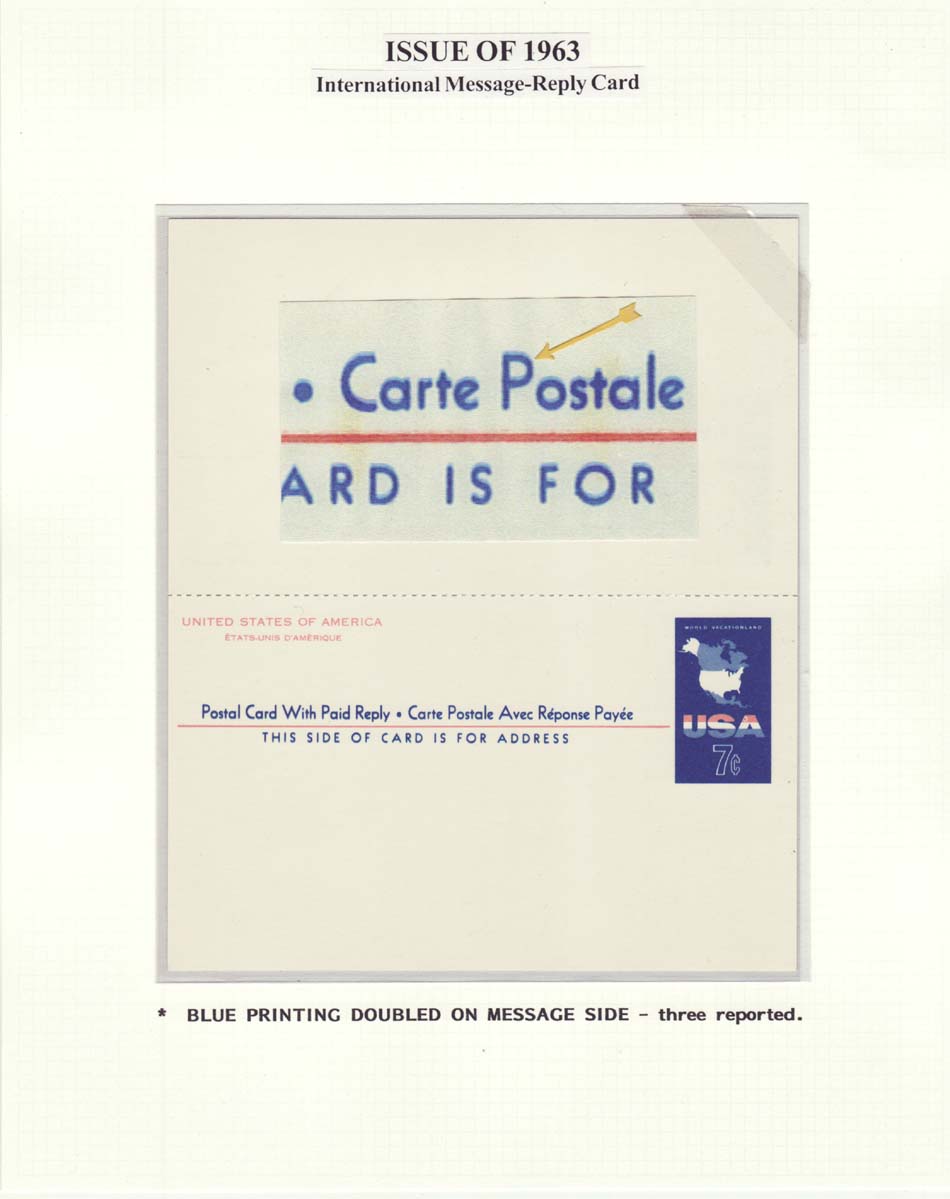 ISSUE OF 1963
International Message-Reply Card
• Carte Postale
ARD IS FOR
UNITED STATES OF AMERICA
ÉTATS-UNIS D'AMÉRIQUE
WORLD VACATIONLAND
USA
7¢
Postal Card With Paid Reply • Carte Postale Avec Réponse Payée
THIS SIDE OF CARD IS FOR ADDRESS
* BLUE PRINTING DOUBLED ON MESSAGE SIDE – three reported.